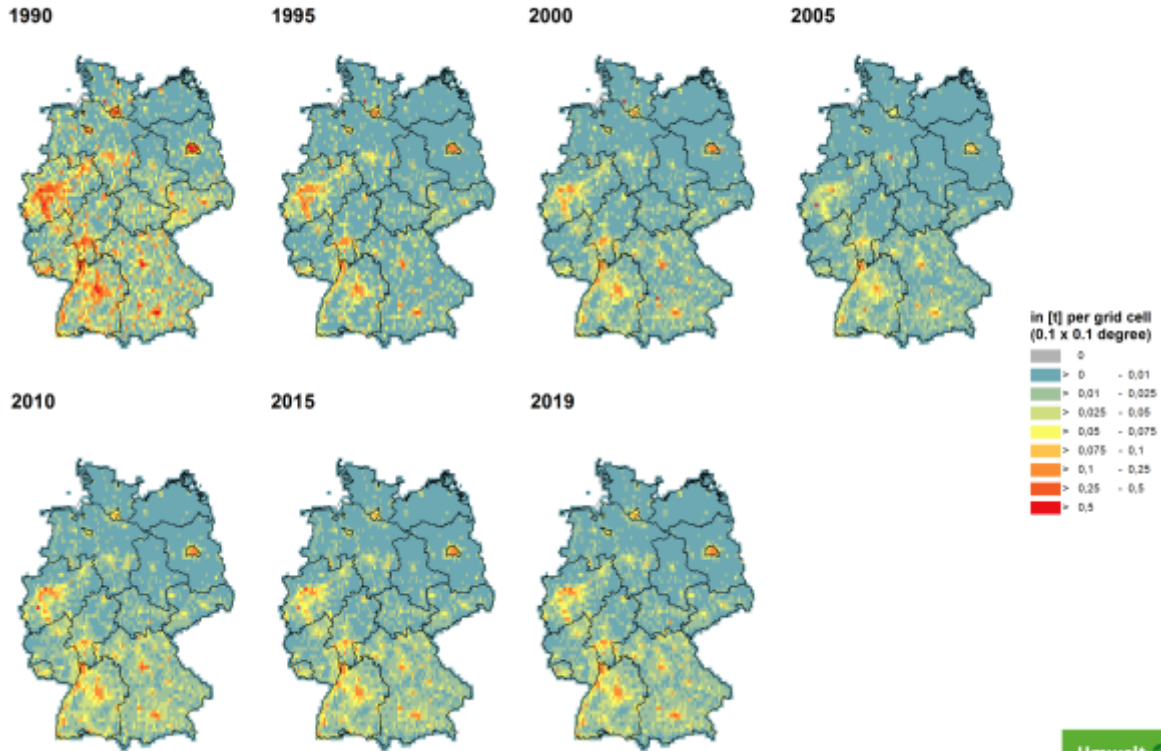 1990 1995 2000 2005
in [t] per grid cell
(0.1 x 0.1 degree)
0
> 0 - 0,01
> 0,01 - 0,025
> 0,025 - 0,05
> 0,05 - 0,075
> 0,075 - 0,1
> 0,1 - 0,25
> 0,25 - 0,5
> 0,5
2010 2015 2019